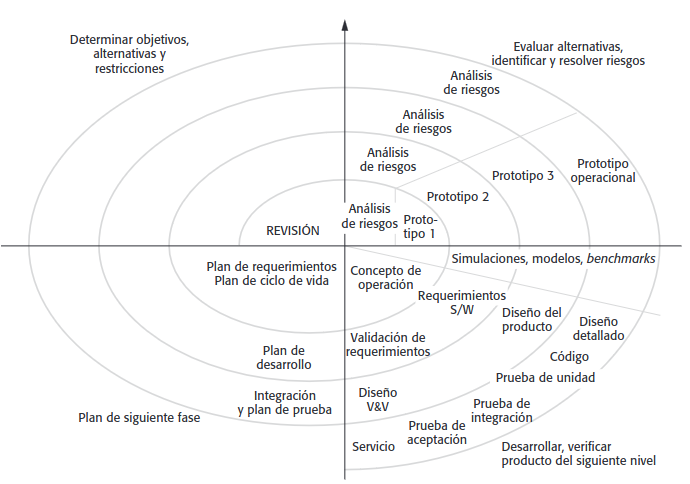 Determinar objetivos,
alternativas y
restricciones
Evaluar alternativas,
identificar y resolver riesgos
Análisis
de riesgos
Análisis
de riesgos
Análisis
de riesgos
Análisis
de riesgos
Proto-
tipo 1
Prototipo 2
Prototipo 3
Prototipo
operacional
REVISIÓN
Simulaciones, modelos, benchmarks
Plan de requerimientos
Plan de ciclo de vida
Concepto de
operación
Requerimientos
S/W
Diseño del
producto
Diseño
detallado
Plan de
desarrollo
Validación de
requerimientos
Código
Prueba de unidad
Integración
y plan de prueba
Diseño
V&V
Prueba de
integración
Plan de siguiente fase
Prueba de
aceptación
Servicio
Desarrollar, verificar
producto del siguiente nivel